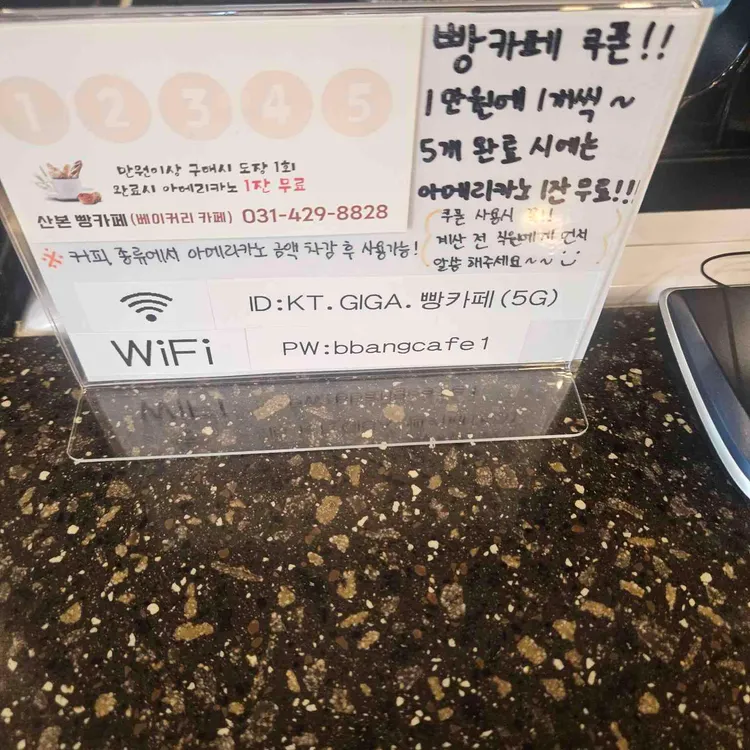 1 2 3 4 5
만원이상 구매시 도장 1회
완료시 아메리카노 1잔 무료
산본 빵카페 (베이커리 카페) 031-429-8828
빵카페 쿠폰!!
1만원에 1개씩~
5개 완료 시에는
아메리카노 1잔 무료!!!
쿠폰 사용시
계산 전 직원에게 먼저
말씀 해주세요~~
※ 커피 종류에서 아메리카노 금액 차감 후 사용가능!
ID:KT.GIGA.빵카페(5G)
WiFi PW:bbangcafe1